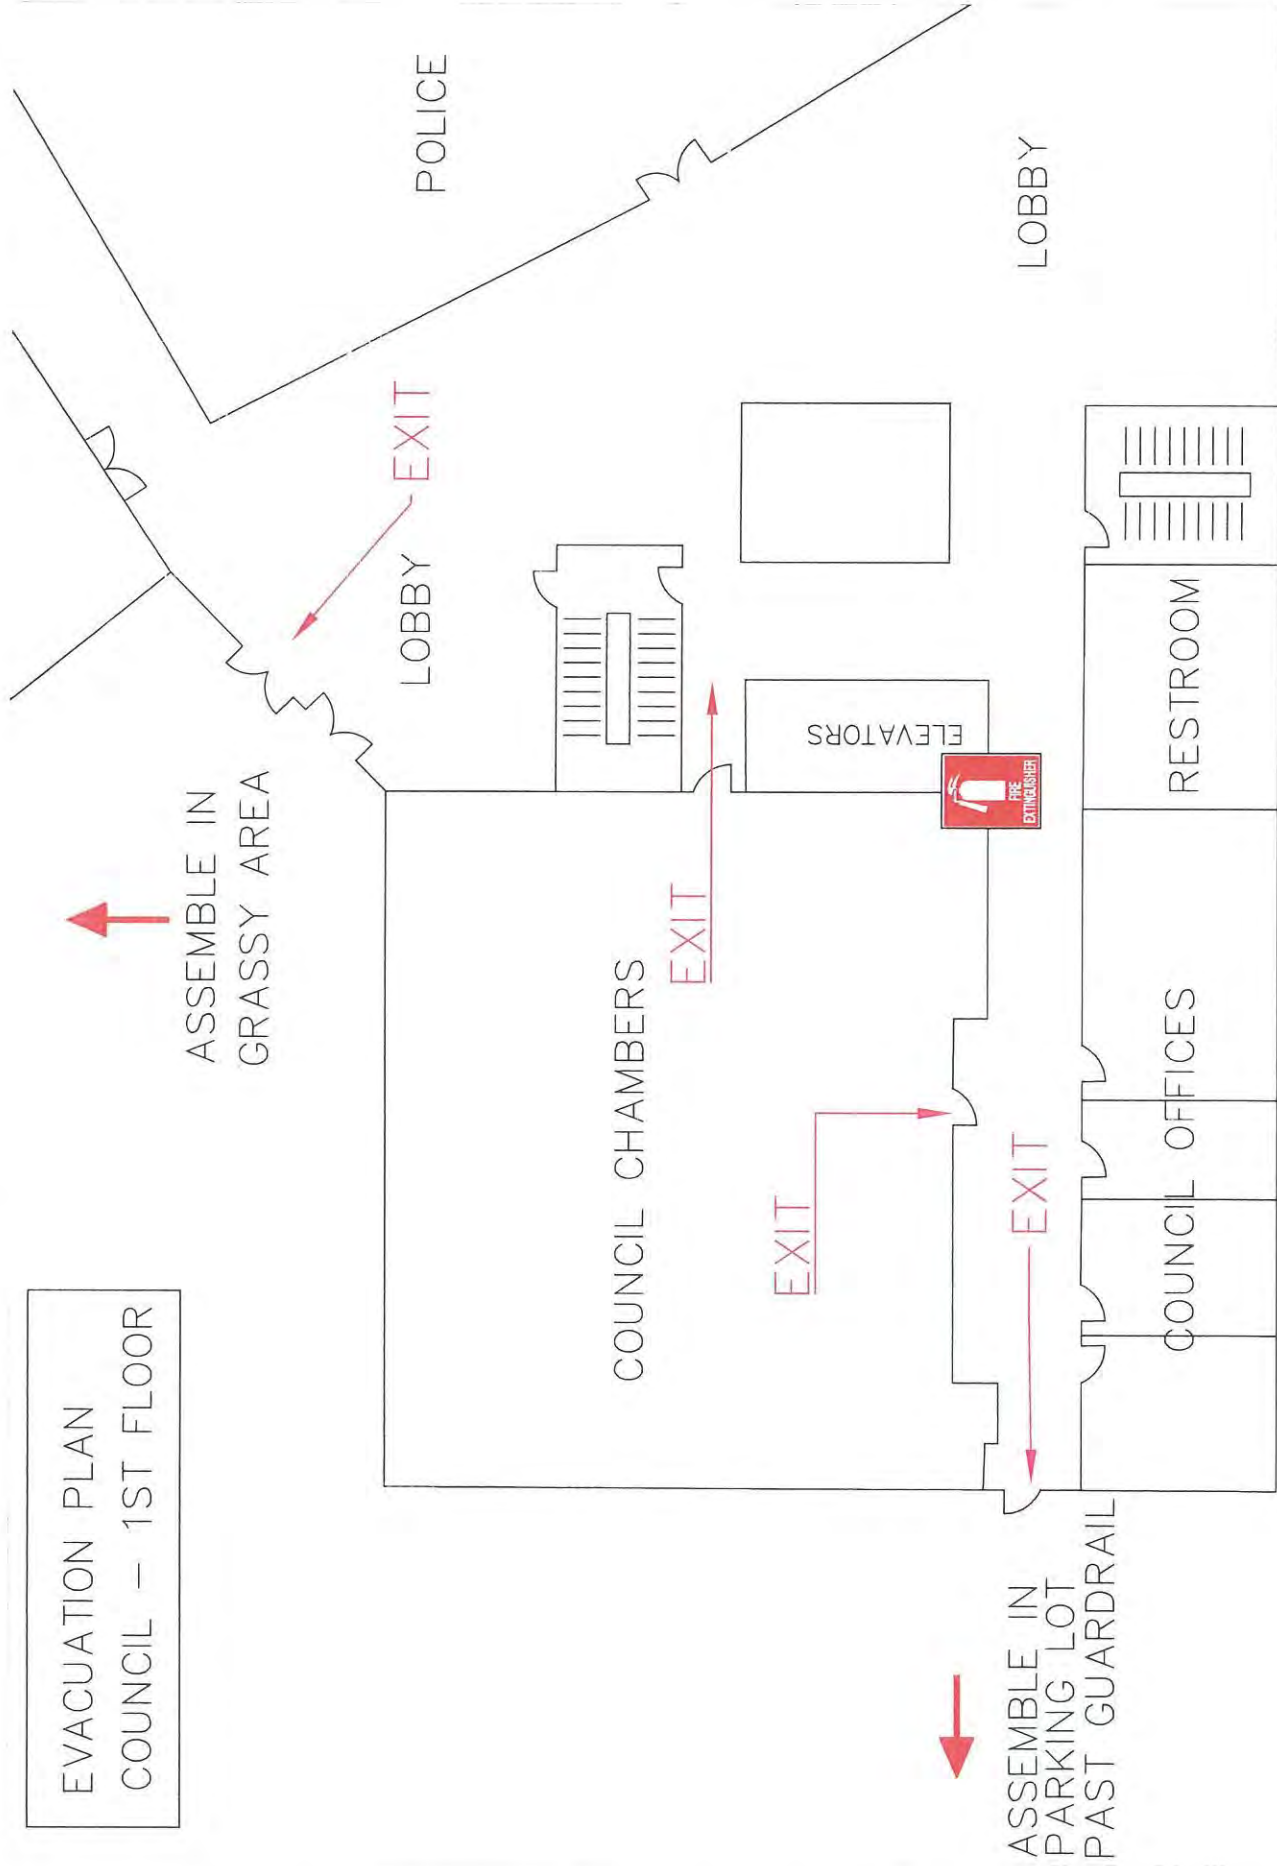 EVACUATION PLAN
COUNCIL – 1ST FLOOR
ASSEMBLE IN
GRASSY AREA
POLICE
EXIT
LOBBY
LOBBY
EXIT
COUNCIL CHAMBERS
ELEVATORS
FIRE
EXTINGUISHER
EXIT
EXIT
RESTROOM
COUNCIL OFFICES
ASSEMBLE IN
PARKING LOT
PAST GUARDRAIL